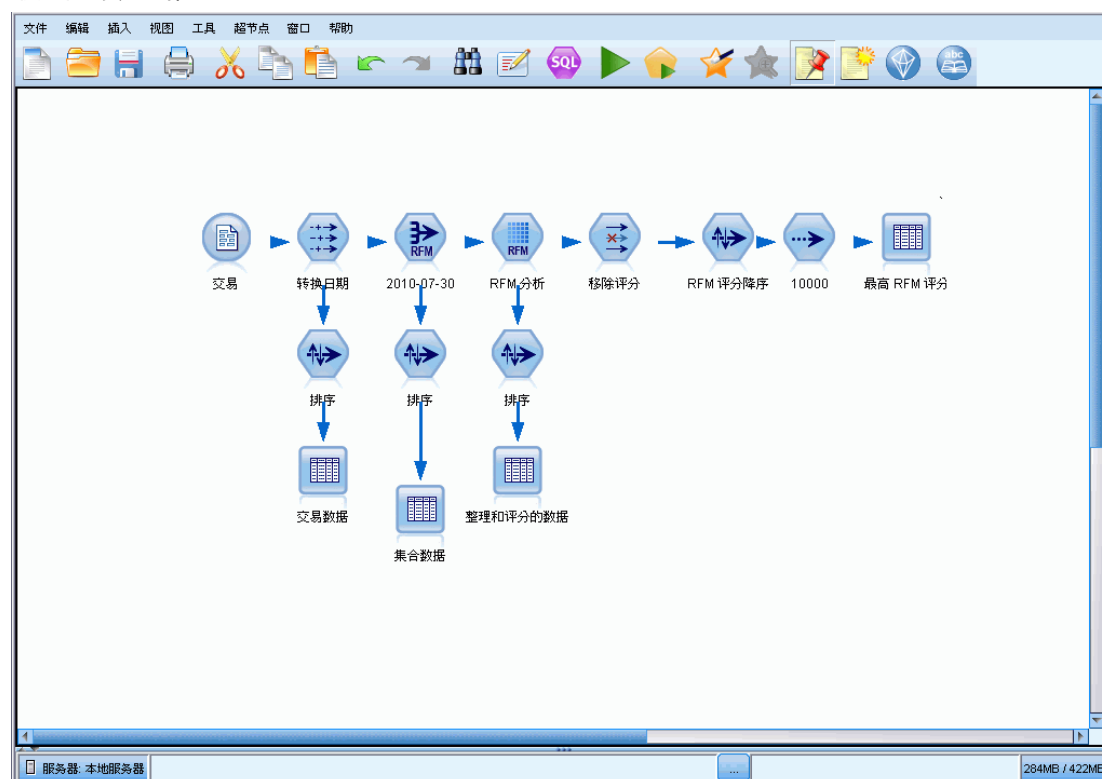 文件 编辑 插入 视图 工具 超节点 窗口 帮助
SQL
abc
RFM RFM
交易 转换日期 2010-07-30 RFM 分析 移除评分 RFM 评分降序 10000 最高 RFM 评分
排序 排序 排序
交易数据 整理和评分的数据
集合数据
服务器: 本地服务器 ... 284MB / 422MB